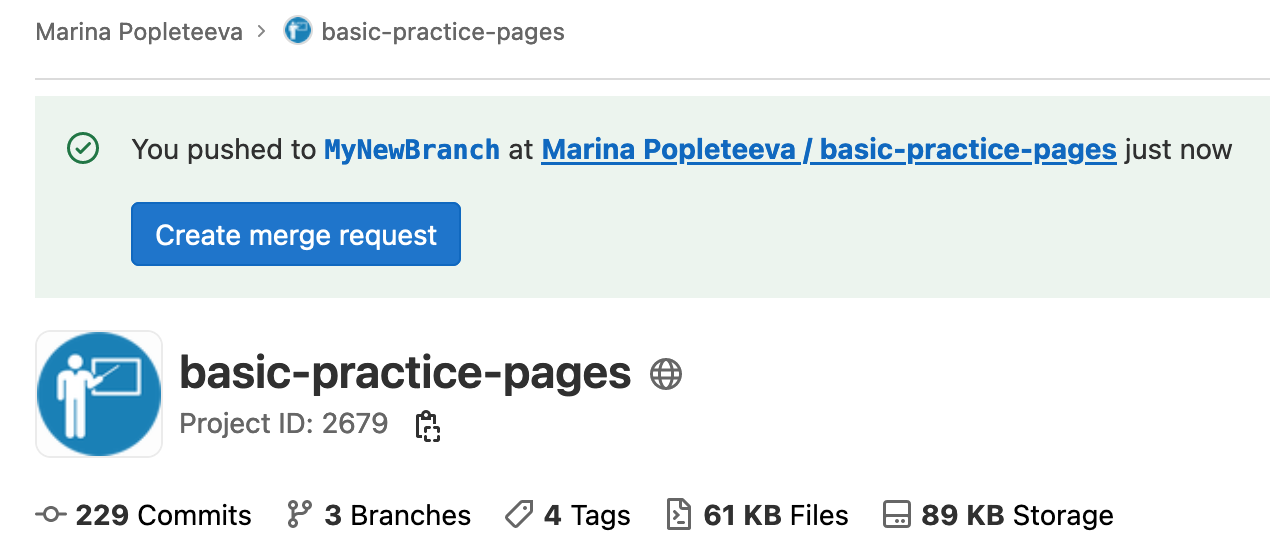 Marina Popleteeva > basic-practice-pages
You pushed to MyNewBranch at Marina Popleteeva / basic-practice-pages just now
Create merge request
basic-practice-pages
Project ID: 2679
229 Commits 3 Branches 4 Tags 61 KB Files 89 KB Storage